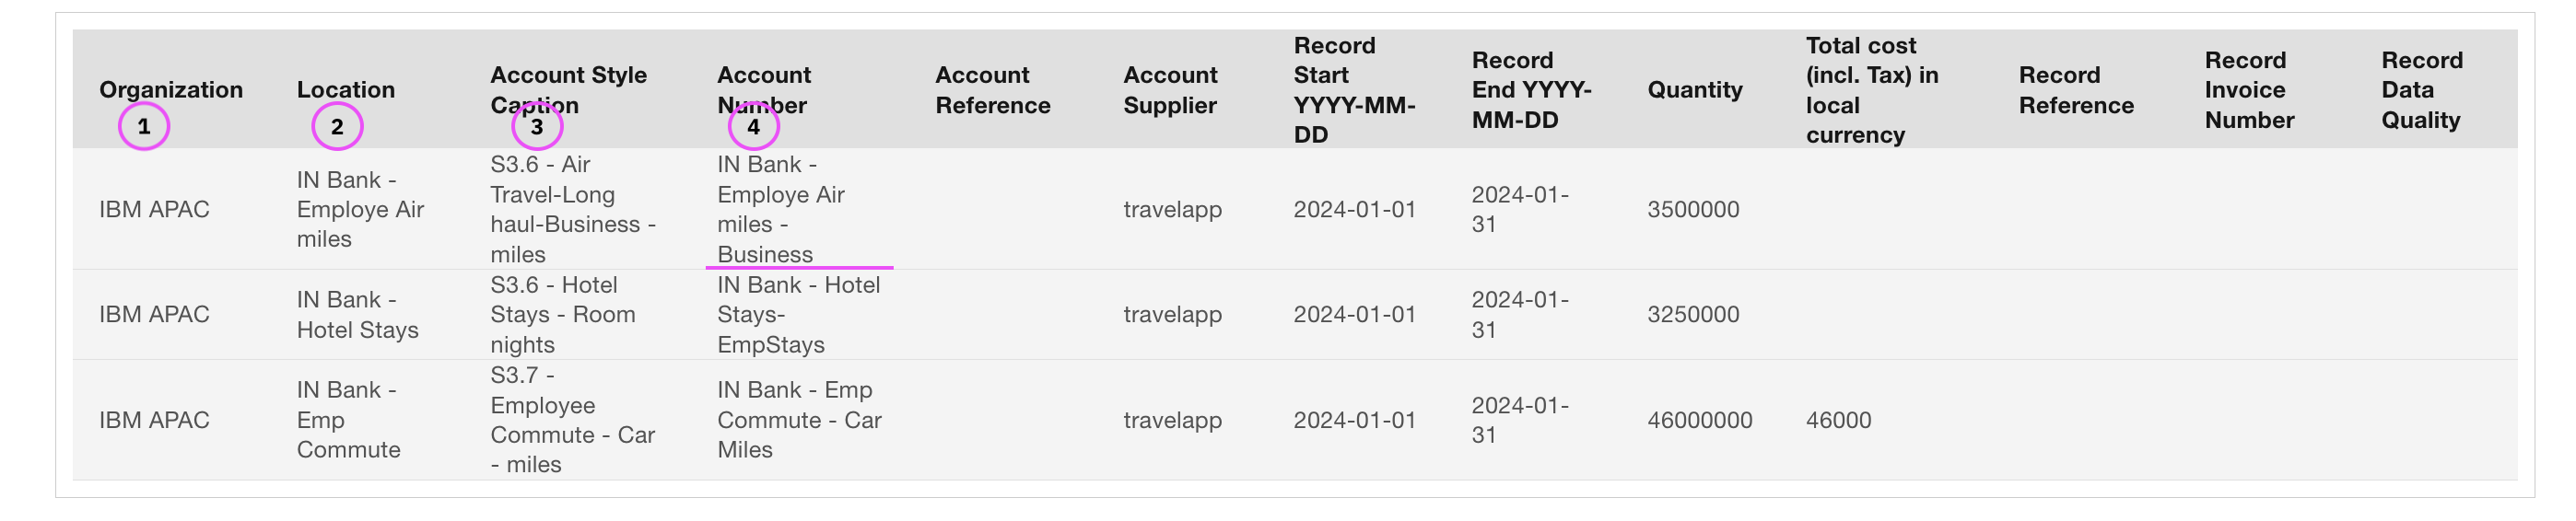 Organization
Location
Account Style
Caption
Account
Number
Account
Reference
Account
Supplier
Record
Start
YYYY-MM-
DD
Record
End YYYY-
MM-DD
Quantity
Total cost
(incl. Tax) in
local
currency
Record
Reference
Record
Invoice
Number
Record
Data
Quality
1
2
3
4
IBM APAC
IN Bank -
Employe Air
miles
S3.6 - Air
Travel-Long
haul-Business -
miles
IN Bank -
Employe Air
miles -
Business
travelapp
2024-01-01
2024-01-
31
3500000
IBM APAC
IN Bank -
Hotel Stays
S3.6 - Hotel
Stays - Room
nights
IN Bank - Hotel
Stays-
EmpStays
travelapp
2024-01-01
2024-01-
31
3250000
IBM APAC
IN Bank -
Emp
Commute
S3.7 -
Employee
Commute - Car
- miles
IN Bank - Emp
Commute - Car
Miles
travelapp
2024-01-01
2024-01-
31
46000000
46000